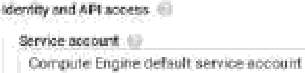 Identity and API access
Service account
Compute Engine default service account